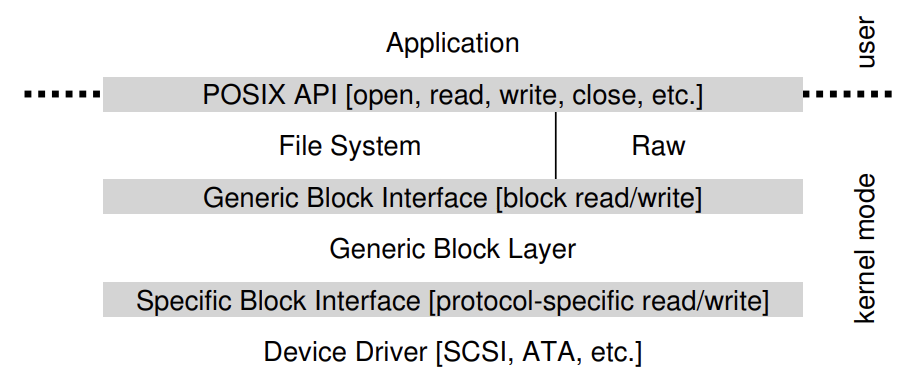 Application
user
POSIX API [open, read, write, close, etc.]
File System
Raw
Generic Block Interface [block read/write]
Generic Block Layer
kernel mode
Specific Block Interface [protocol-specific read/write]
Device Driver [SCSI, ATA, etc.]